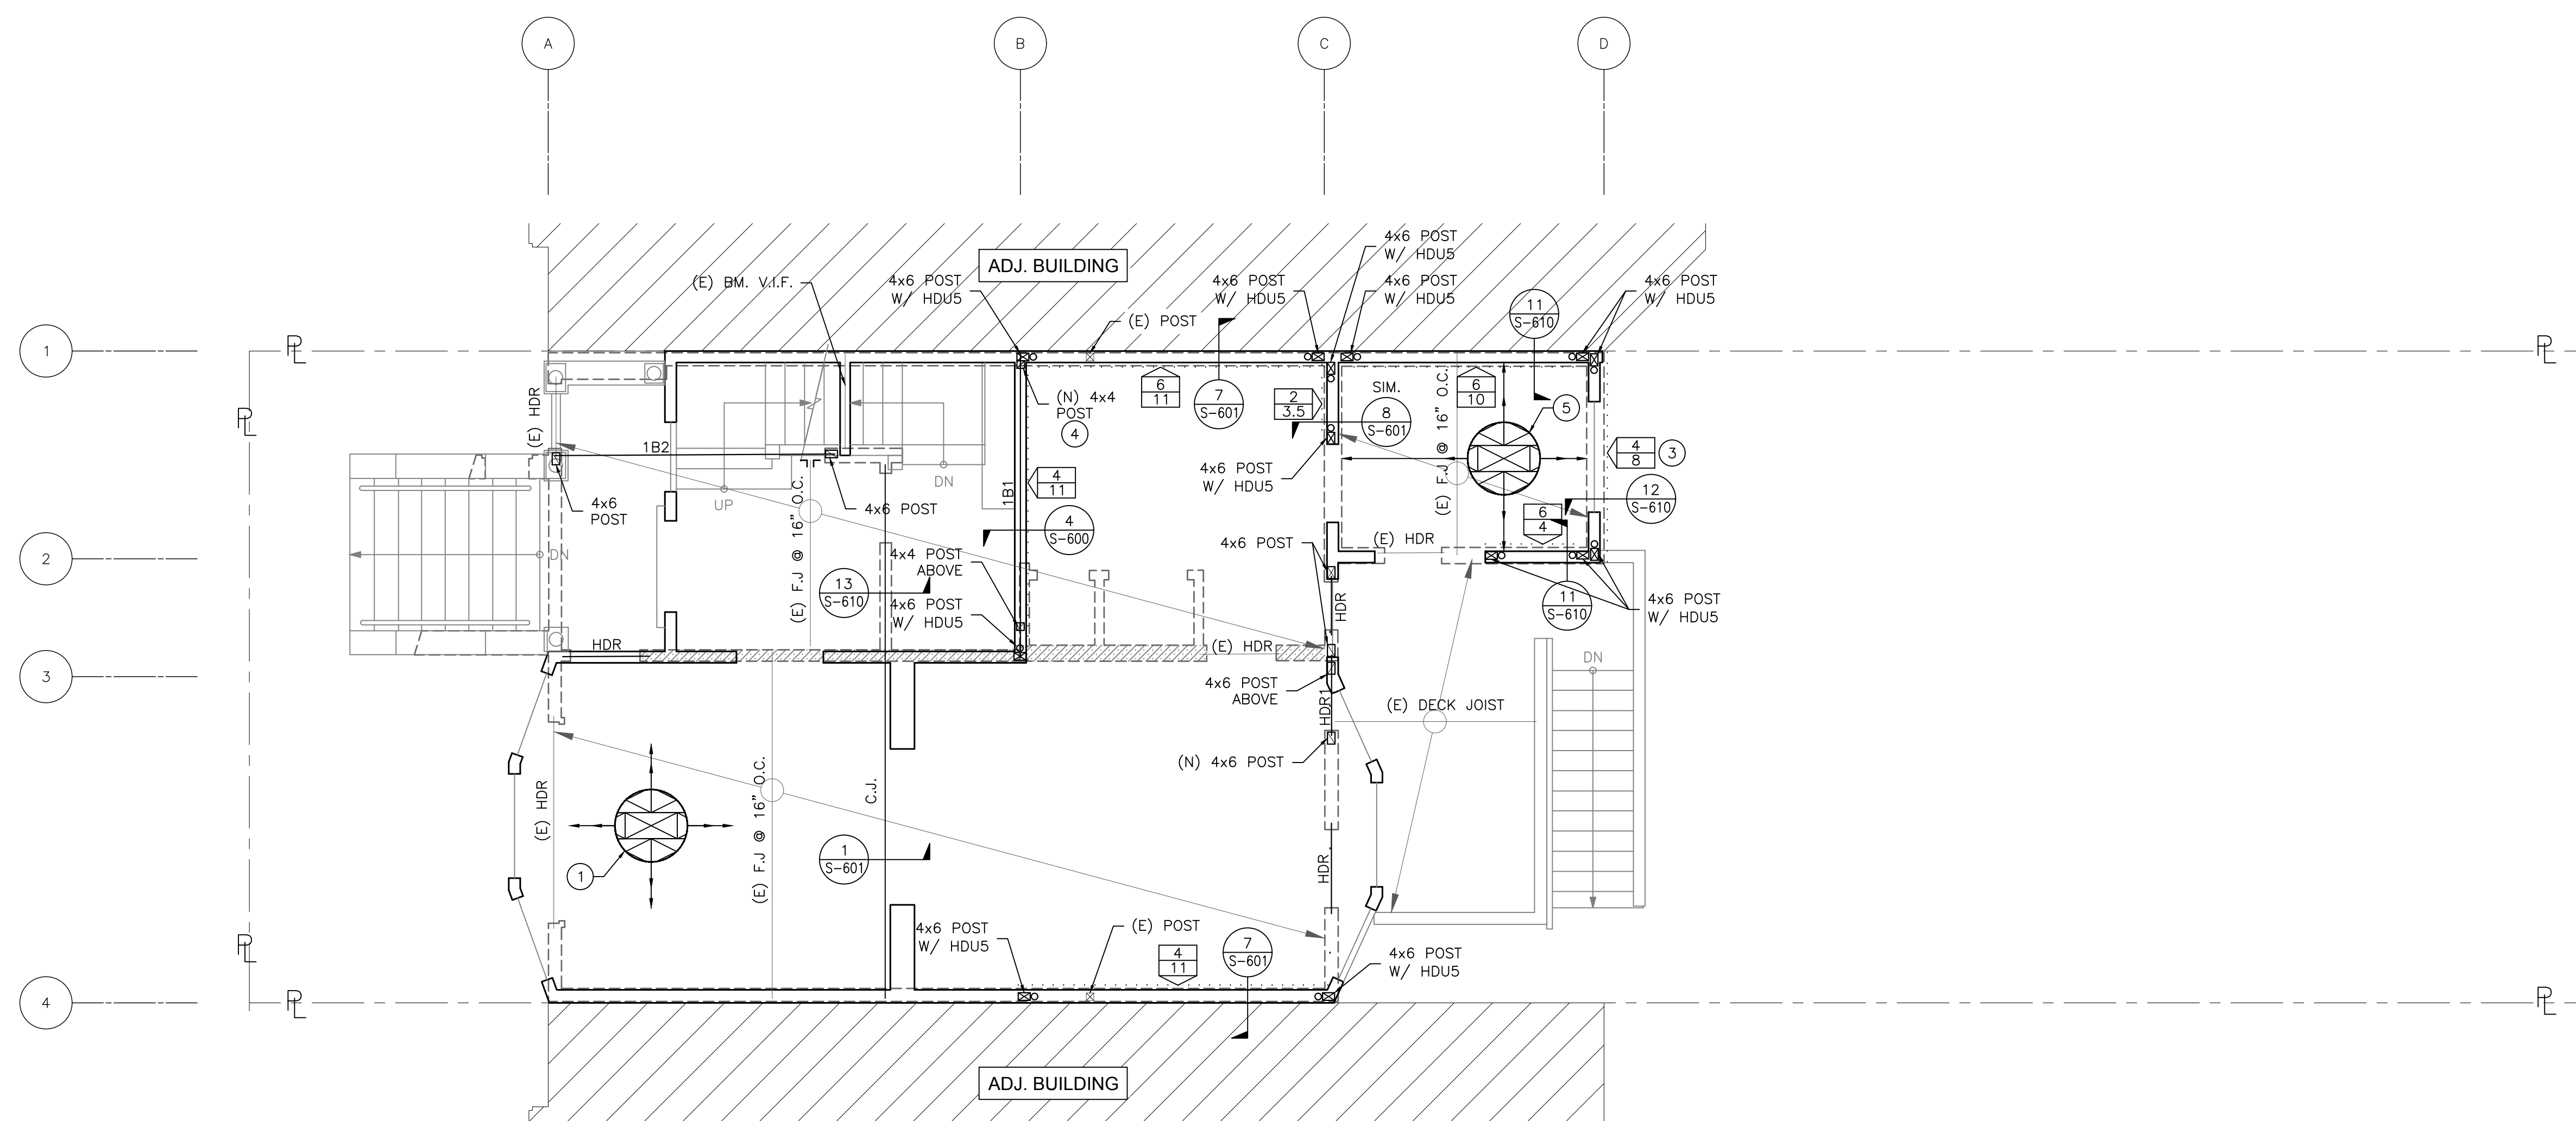 A
B
C
D
ADJ. BUILDING
4x6 POST
W/ HDU5
(E) BM. V.I.F.
4x6 POST
W/ HDU5
4x6 POST
W/ HDU5
4x6 POST
W/ HDU5
4x6 POST
W/ HDU5
11
S-610
(E) POST
1
PL
PL
PL
(E) HDR
1B2
(N) 4x4
POST
4
6
11
7
S-601
2
3.5
SIM.
8
S-601
6
10
5
(E) F.J @ 16" O.C.
4
8
3
12
S-610
4x6 POST
W/ HDU5
4x6
POST
UP
DN
4x6 POST
(E) F.J @ 16" O.C.
1B1
4
11
4
S-600
6
4
2
DN
4x4 POST
ABOVE
4x6 POST
(E) HDR
13
S-610
4x6 POST
W/ HDU5
HDR
11
S-610
4x6 POST
W/ HDU5
3
HDR
(E) HDR
DN
4x6 POST
ABOVE
HDR1
(E) DECK JOIST
(N) 4x6 POST
(E) HDR
(E) F.J @ 16" O.C.
C.J.
1
1
S-601
HDR
PL
4x6 POST
W/ HDU5
(E) POST
4
11
7
S-601
4x6 POST
W/ HDU5
4
PL
PL
ADJ. BUILDING